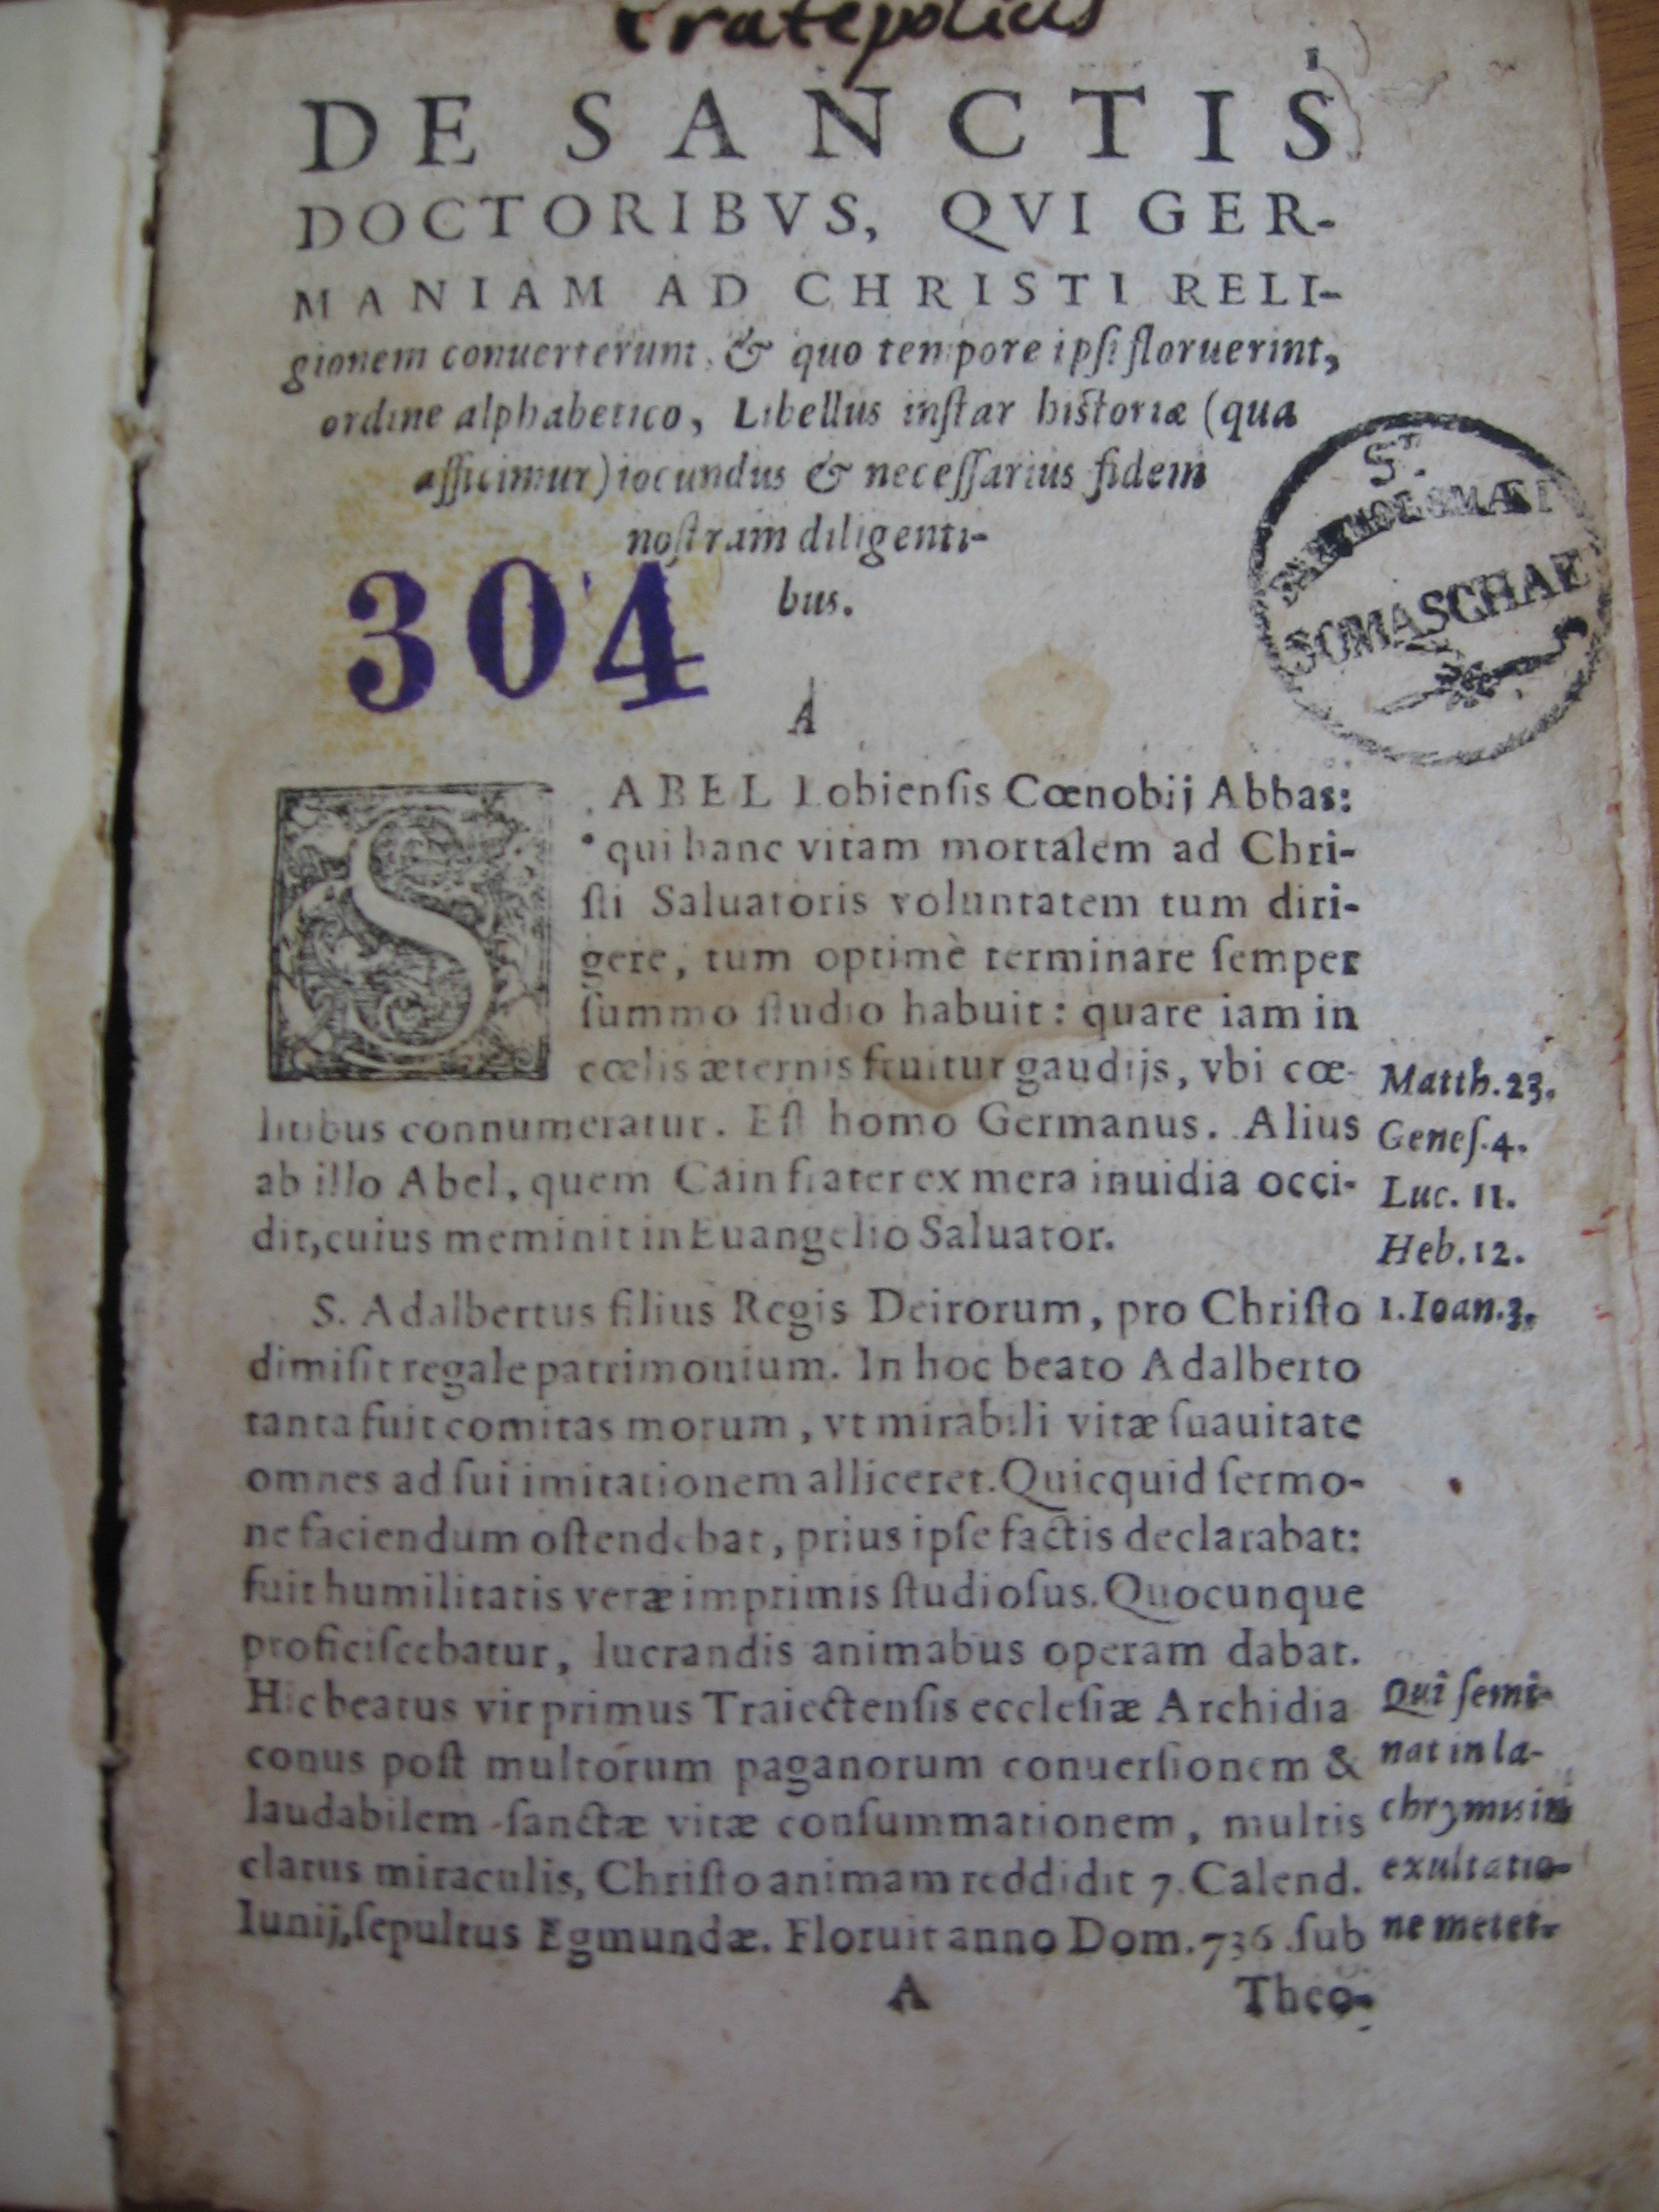 Cratepolius
1
DE SANCTIS
DOCTORIBVS, QVI GER-
MANIAM AD CHRISTI RELI-
gionem conuerterunt, & quo tempore ipſi floruerint,
ordine alphabetico, Libellus inſtar hiſtoriæ (qua
afficimur) iocundus & neceſſarius fidem
noſtram diligenti-
bus.
304
S.
BARTHOLOMÆI
SOMASCHAE
A
S. ABEL Lobienſis Cœnobij Abbas:
qui hanc vitam mortalem ad Chri-
ſti Saluatoris voluntatem tum diri-
gere, tum optimè terminare ſemper
ſummo ſtudio habuit: quare iam in
cœlis æternis fruitur gaudijs, vbi cœ-
litibus connumeratur. Eſt homo Germanus. Alius
ab illo Abel, quem Cain frater ex mera inuidia occi-
dit, cuius meminit in Euangelio Saluator.
Matth. 23.
Geneſ. 4.
Luc. 11.
Heb. 12.
1. Ioan. 3.
S. Adalbertus filius Regis Deirorum, pro Chriſto
dimiſit regale patrimonium. In hoc beato Adalberto
tanta fuit comitas morum, vt mirabili vitæ ſuauitate
omnes ad ſui imitationem alliceret. Quicquid ſermo-
ne faciendum oſtendebat, prius ipſe factis declarabat:
fuit humilitatis veræ imprimis ſtudioſus. Quocunque
proficiſcebatur, lucrandis animabus operam dabat.
Hic beatus vir primus Traiectenſis eccleſiæ Archidia
conus poſt multorum paganorum conuerſionem &
laudabilem ſanctæ vitæ conſummationem, multis
clarus miraculis, Chriſto animam reddidit 7. Calend.
Iunij, ſepultus Egmundæ. Floruit anno Dom. 736. ſub
Qui ſemi-
nat in la-
chrymis in
exultatio-
ne metet.
A
Theo-